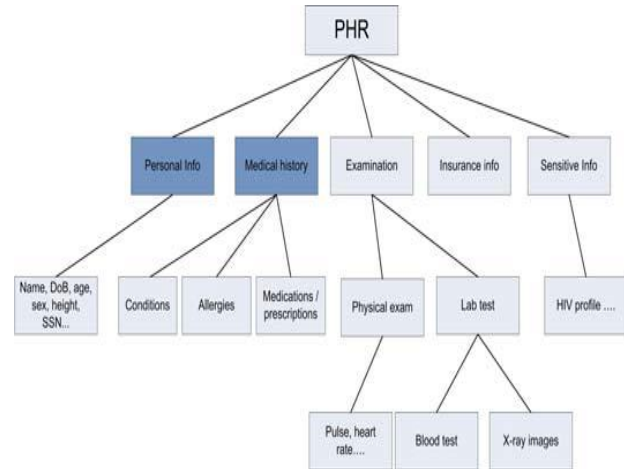 PHR
Personal Info
Medical history
Examination
Insurance info
Sensitive Info
Name, DoB, age,
sex, height,
SSN...
Conditions
Allergies
Medications /
prescriptions
Physical exam
Lab test
HIV profile ....
Pulse, heart
rate....
Blood test
X-ray images